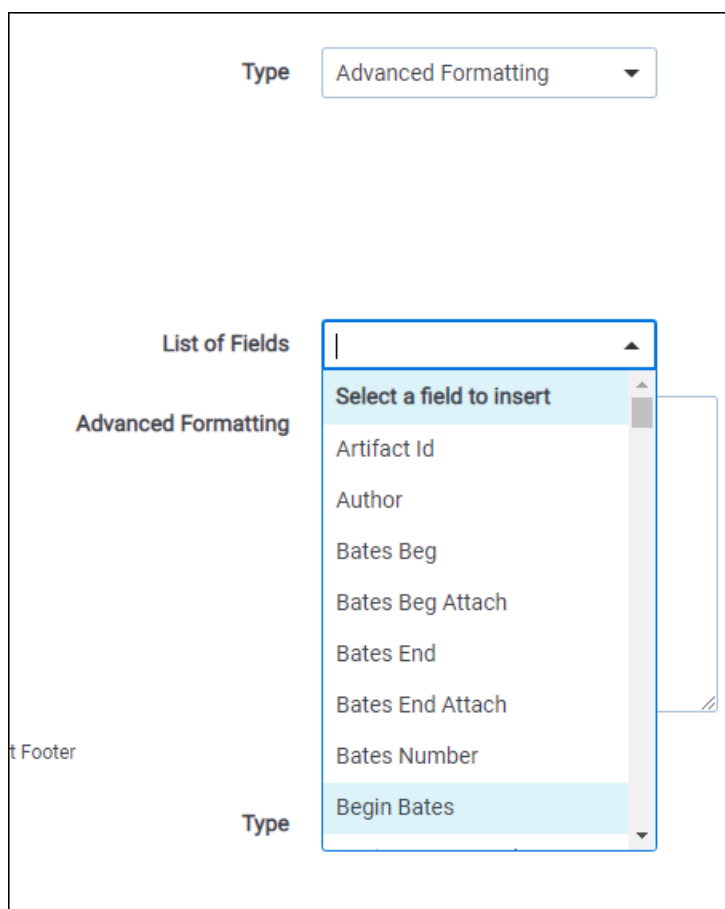 Type
Advanced Formatting
List of Fields
Select a field to insert
Advanced Formatting
Artifact Id
Author
Bates Beg
Bates Beg Attach
Bates End
Bates End Attach
t Footer
Bates Number
Begin Bates
Type